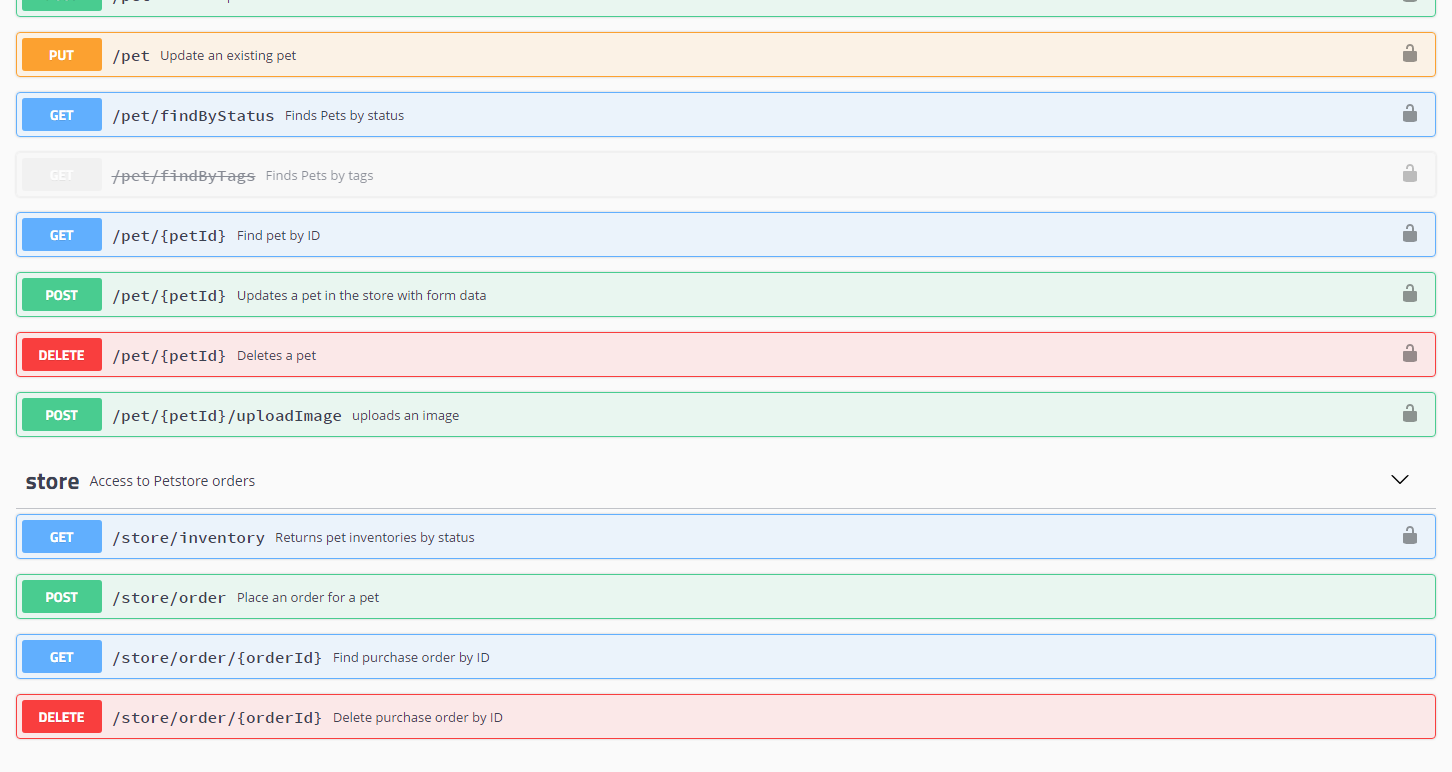 PUT /pet Update an existing pet
GET /pet/findByStatus Finds Pets by status
GET /pet/findByTags Finds Pets by tags
GET /pet/{petId} Find pet by ID
POST /pet/{petId} Updates a pet in the store with form data
DELETE /pet/{petId} Deletes a pet
POST /pet/{petId}/uploadImage uploads an image
store Access to Petstore orders
GET /store/inventory Returns pet inventories by status
POST /store/order Place an order for a pet
GET /store/order/{orderId} Find purchase order by ID
DELETE /store/order/{orderId} Delete purchase order by ID